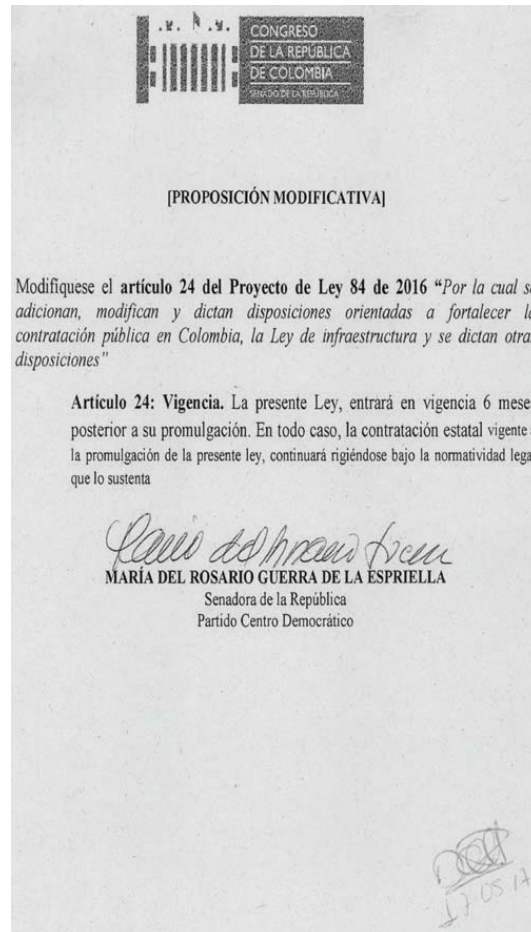 CONGRESO
DE LA REPÚBLICA
DE COLOMBIA
SENADO DE LA REPÚBLICA
[PROPOSICIÓN MODIFICATIVA]
Modifíquese el artículo 24 del Proyecto de Ley 84 de 2016 “Por la cual se
adicionan, modifican y dictan disposiciones orientadas a fortalecer la
contratación pública en Colombia, la Ley de infraestructura y se dictan otra
disposiciones”
Artículo 24: Vigencia. La presente Ley, entrará en vigencia 6 mese
posterior a su promulgación. En todo caso, la contratación estatal vigente
la promulgación de la presente ley, continuará rigiéndose bajo la normatividad lega
que lo sustenta
MARÍA DEL ROSARIO GUERRA DE LA ESPRIELLA
Senadora de la República
Partido Centro Democrático
17 05 17